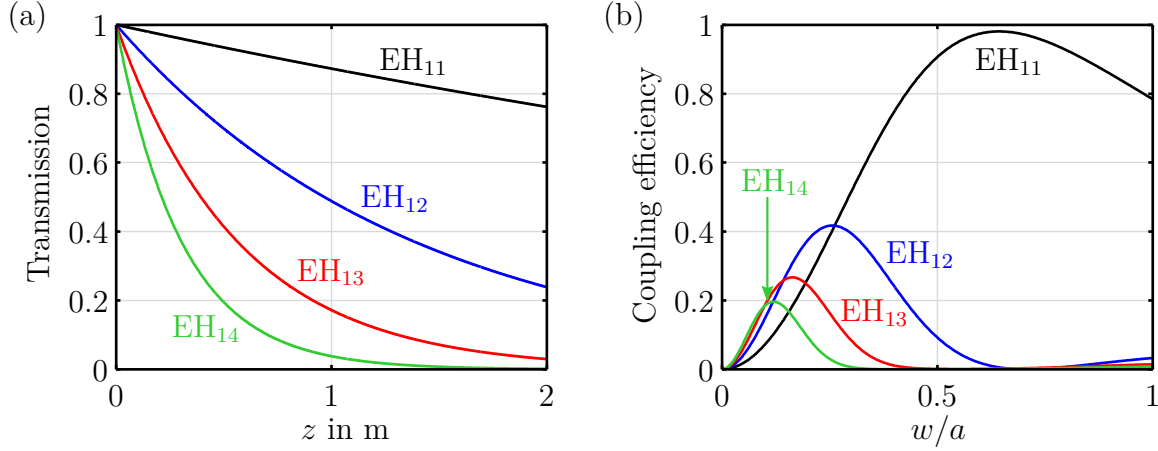 (a)
Transmission
1
0.8
0.6
0.4
0.2
0
0
1
2
z in m
EH₁₁
EH₁₂
EH₁₃
EH₁₄
(b)
Coupling efficiency
1
0.8
0.6
0.4
0.2
0
0
0.5
1
w/a
EH₁₁
EH₁₄
EH₁₂
EH₁₃